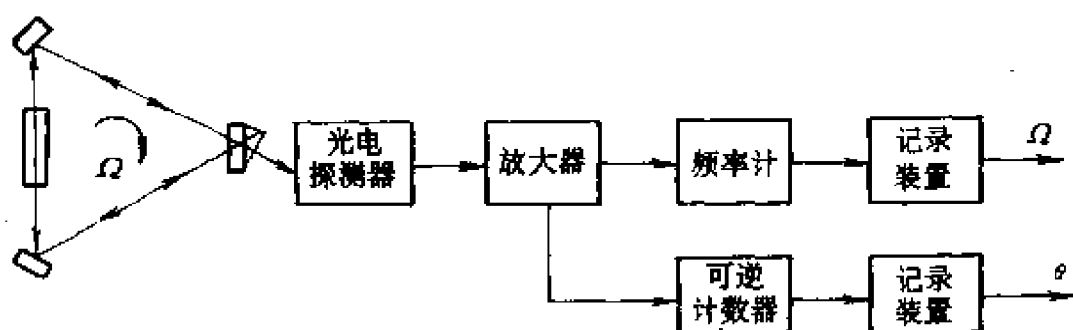 Ω
光电
探测器
放大器
频率计
记录
装置
Ω
可逆
计数器
记录
装置
θ